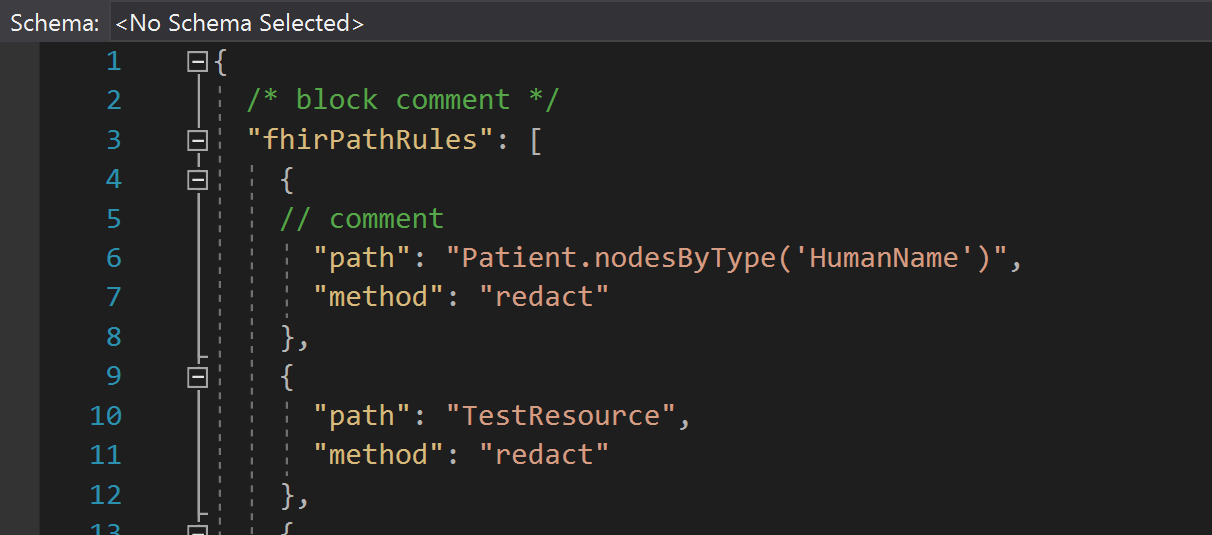 Schema: <No Schema Selected>
1 {
2 /* block comment */
3 "fhirPathRules": [
4 {
5 // comment
6 "path": "Patient.nodesByType('HumanName')",
7 "method": "redact"
8 },
9 {
10 "path": "TestResource",
11 "method": "redact"
12 },
13 {